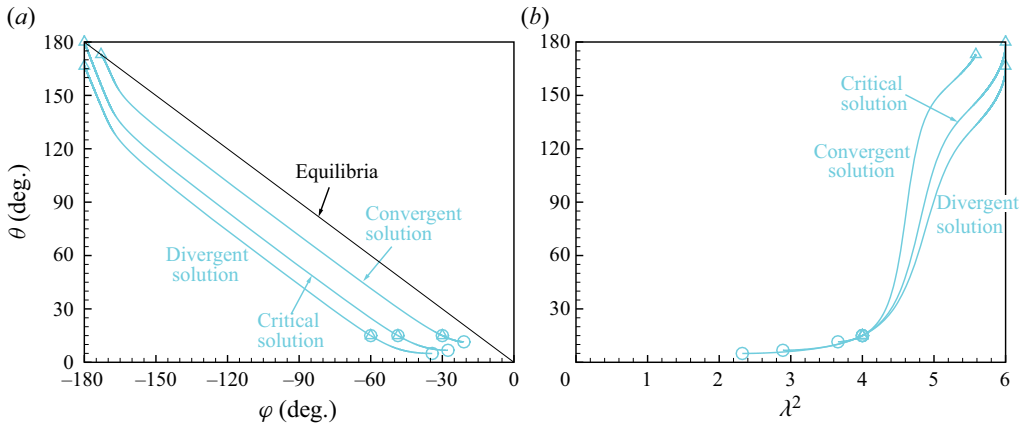 (a)
180
150
120
90
60
30
0
θ (deg.)
Equilibria
Convergent
solution
Divergent
solution
Critical
solution
−180
−150
−120
−90
−60
−30
0
φ (deg.)
(b)
180
150
120
90
60
30
Critical
solution
Convergent
solution
Divergent
solution
0
1
2
3
4
5
6
λ²